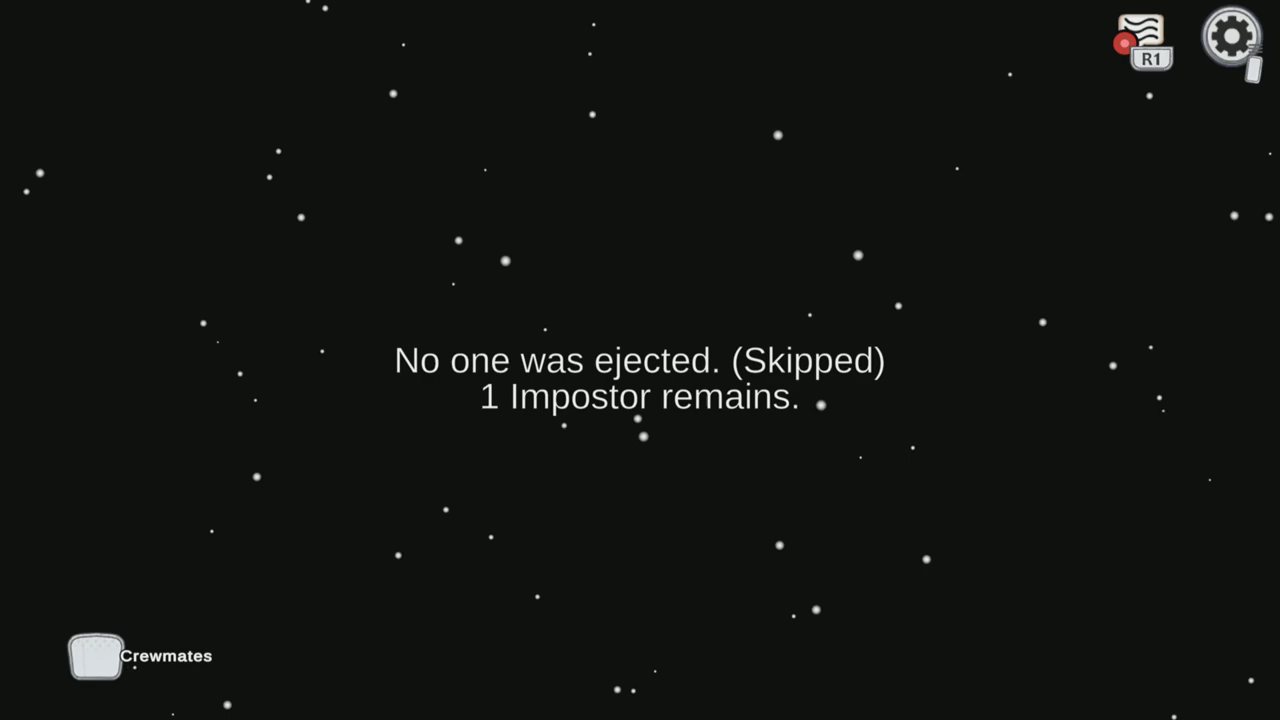 R1
No one was ejected. (Skipped)
1 Impostor remains.
Crewmates